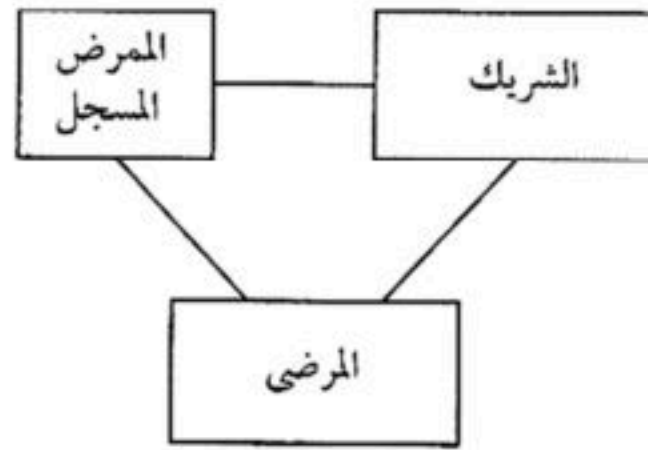 الممرض
المسجل
الشريك
المرضى